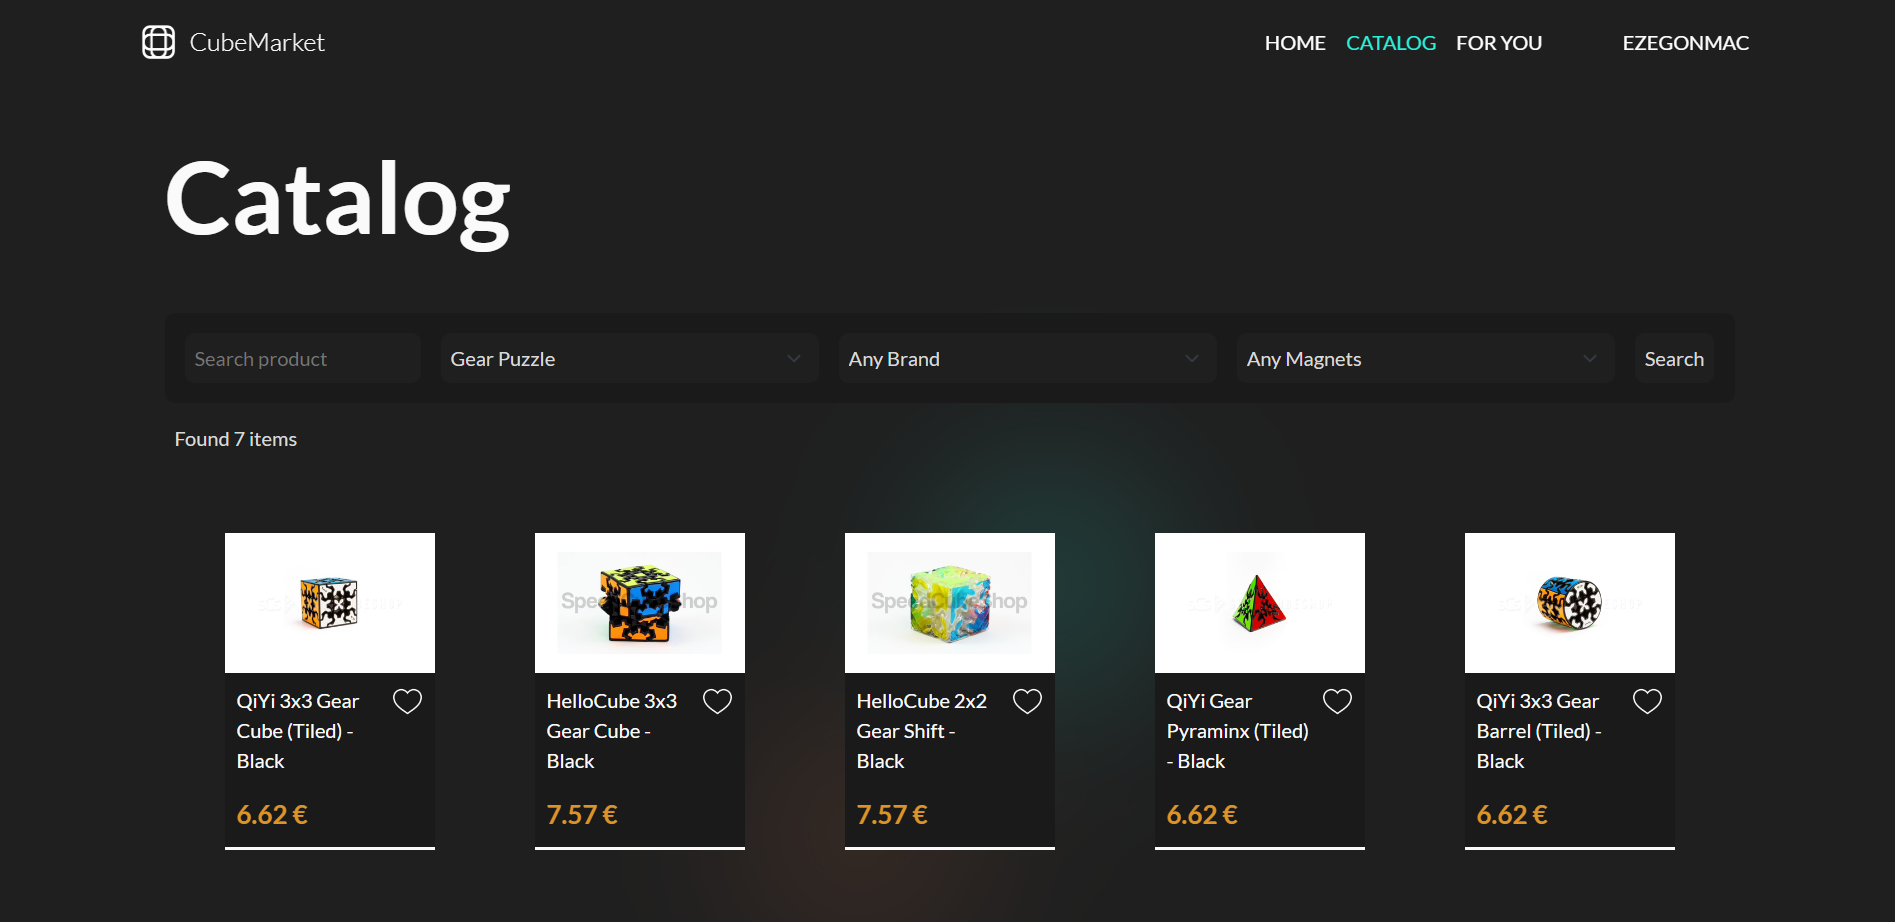 CubeMarket
HOME CATALOG FOR YOU EZEGONMAC
Catalog
Search product Gear Puzzle Any Brand Any Magnets Search
Found 7 items
QiYi 3x3 Gear
Cube (Tiled) -
Black
6.62 €
HelloCube 3x3
Gear Cube -
Black
7.57 €
HelloCube 2x2
Gear Shift -
Black
7.57 €
QiYi Gear
Pyraminx (Tiled)
- Black
6.62 €
QiYi 3x3 Gear
Barrel (Tiled) -
Black
6.62 €